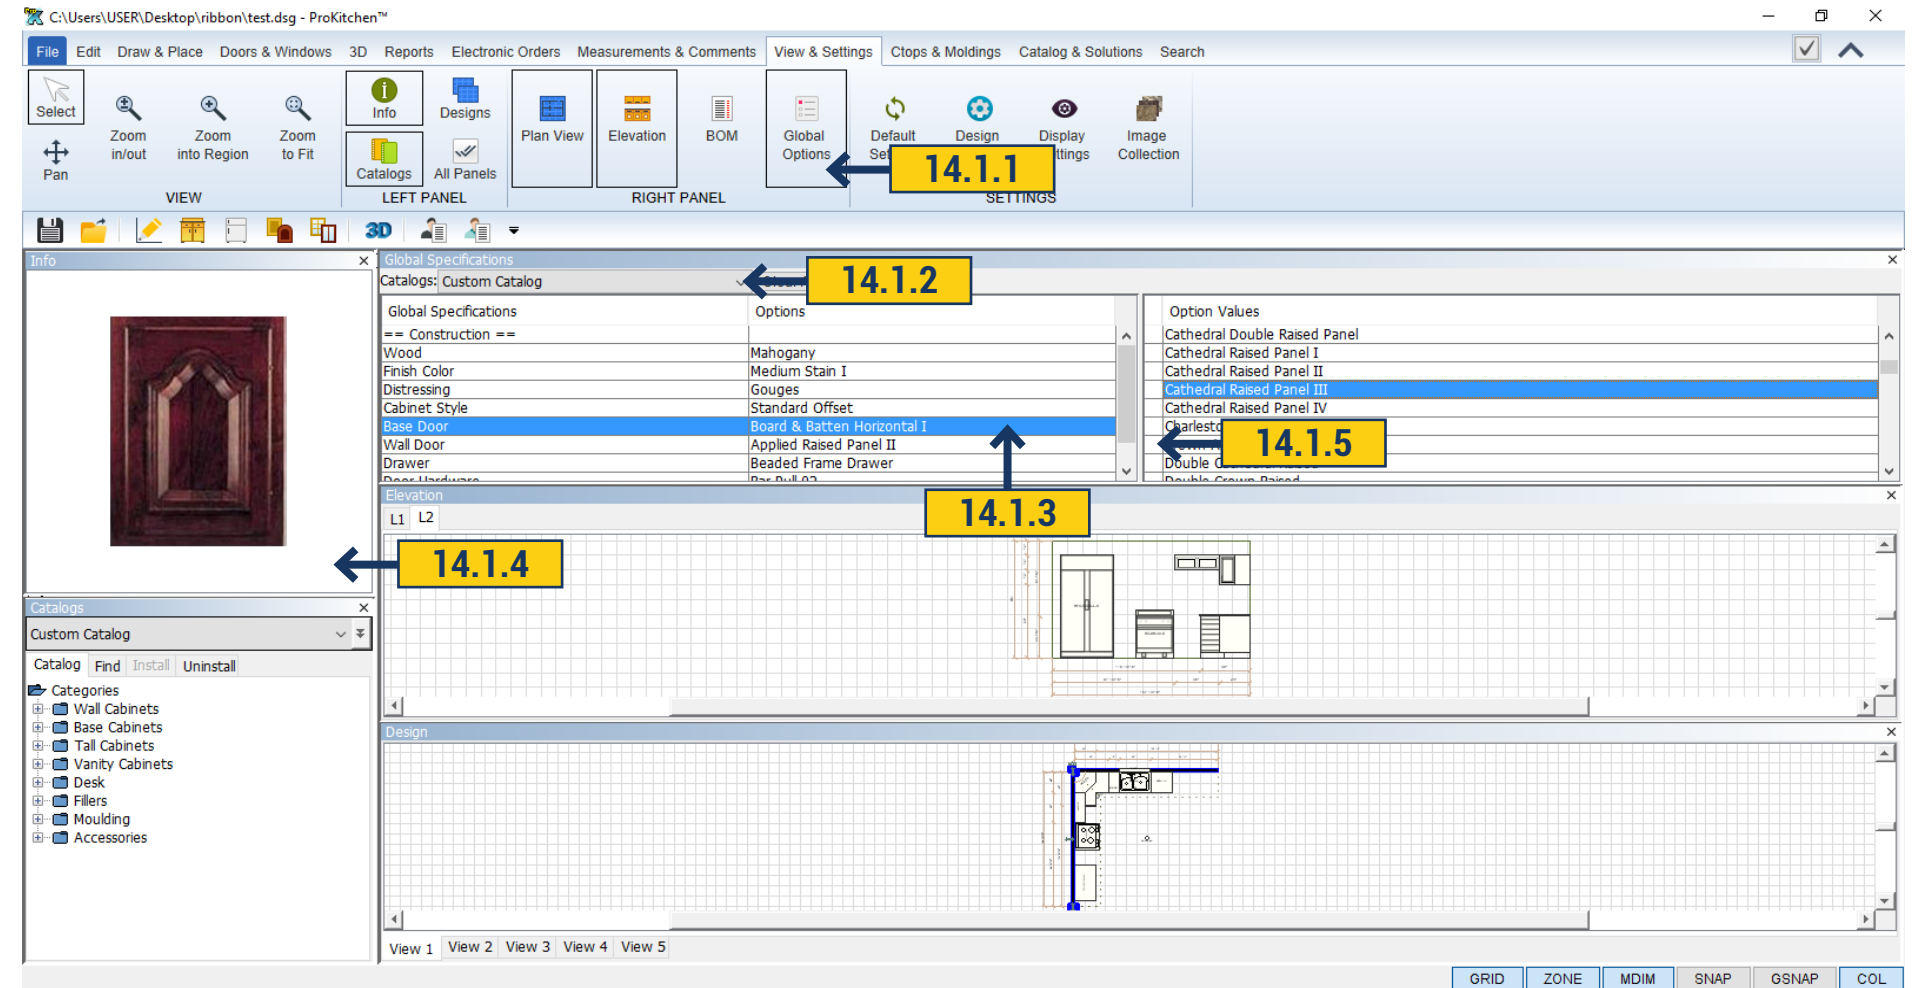 C:\Users\USER\Desktop\ribbon\test.dsg - ProKitchen™
File Edit Draw & Place Doors & Windows 3D Reports Electronic Orders Measurements & Comments View & Settings Ctops & Moldings Catalog & Solutions Search
Select
Pan
Zoom in/out
Zoom into Region
Zoom to Fit
VIEW
Info
Designs
Catalogs
All Panels
LEFT PANEL
Plan View
Elevation
BOM
Global Options
RIGHT PANEL
Default
Design
Display
Image Collection
SETTINGS
14.1.1
3D
Info
Global Specifications
Catalogs: Custom Catalog
14.1.2
Global Specifications Options
== Construction ==
Wood Mahogany
Finish Color Medium Stain I
Distressing Gouges
Cabinet Style Standard Offset
Base Door Board & Batten Horizontal I
Wall Door Applied Raised Panel II
Drawer Beaded Frame Drawer
Door Hardware Bar Pull 02
Option Values
Cathedral Double Raised Panel
Cathedral Raised Panel I
Cathedral Raised Panel II
Cathedral Raised Panel III
Cathedral Raised Panel IV
Double Crown Raised
14.1.5
14.1.3
14.1.4
Elevation
L1 L2
Catalogs
Custom Catalog
Catalog Find Install Uninstall
Categories
Wall Cabinets
Base Cabinets
Tall Cabinets
Vanity Cabinets
Desk
Fillers
Moulding
Accessories
Design
View 1 View 2 View 3 View 4 View 5
GRID ZONE MDIM SNAP GSNAP COL